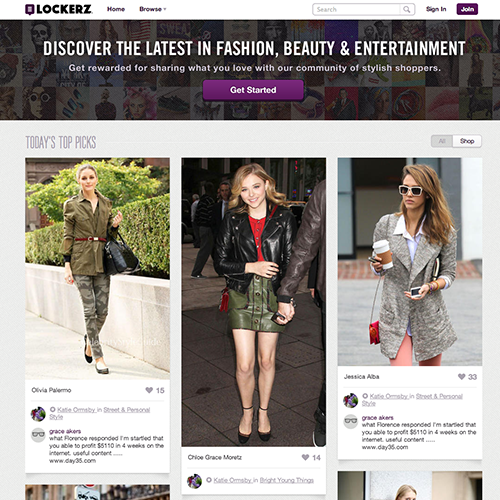 LOCKERZ
Home
Browse
Search
Sign In
Join
DISCOVER THE LATEST IN FASHION, BEAUTY & ENTERTAINMENT
Get rewarded for sharing what you love with our community of stylish shoppers.
Get Started
TODAY'S TOP PICKS
All
Shop
Olivia Palermo
15
Katie Ormsby in Street & Personal
Style
grace akers
what Florence responded I'm startled that
you able to profit $5110 in 4 weeks on the
internet. useful content .....
www.day35.com
Chloe Grace Moretz
14
Katie Ormsby in Bright Young Things
Jessica Alba
33
Katie Ormsby in Street & Personal
Style
grace akers
what Florence responded I'm startled that
you able to profit $5110 in 4 weeks on the
internet. useful content .....
www.day35.com